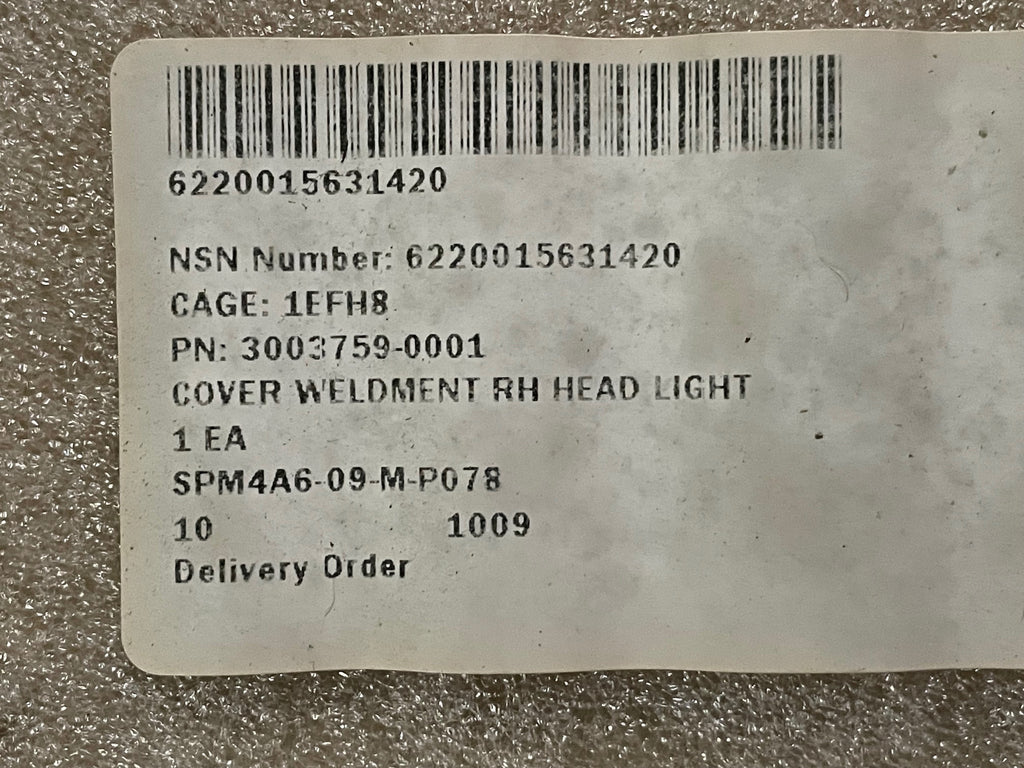 6220015631420
NSN Number: 6220015631420
CAGE: 1EFH8
PN: 3003759-0001
COVER WELDMENT RH HEAD LIGHT
1 EA
SPM4A6-09-M-P078
10 1009
Delivery Order